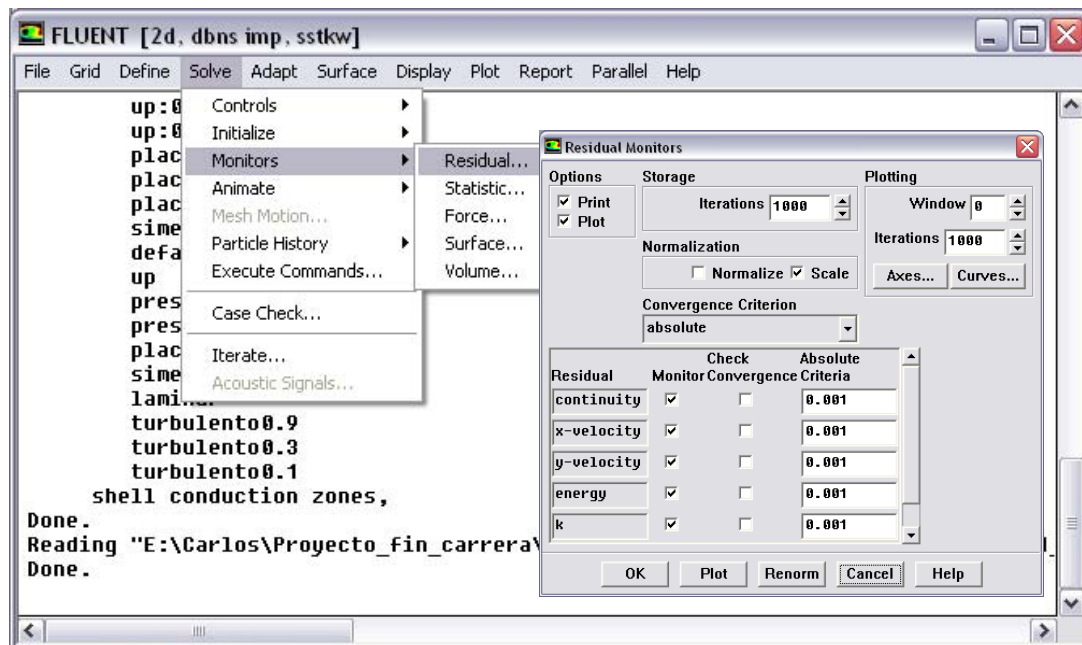 FLUENT [2d, dbns imp, sstkw]
File Grid Define Solve Adapt Surface Display Plot Report Parallel Help
up:0
up:0
plac
plac
plac
sime
defa
up
pres
pres
plac
sime
turbulento0.9
turbulento0.3
turbulento0.1
shell conduction zones,
Done.
Reading "E:\Carlos\Proyecto_fin_carrera\
Done.
Controls
Initialize
Monitors
Animate
Mesh Motion...
Particle History
Execute Commands...
Case Check...
Iterate...
Acoustic Signals...
Residual...
Statistic...
Force...
Surface...
Volume...
Residual Monitors
Options
Print
Plot
Storage
Iterations 1000
Normalization
Normalize Scale
Convergence Criterion
absolute
Plotting
Window 0
Iterations 1000
Axes... Curves...
Check Absolute
Residual Monitor Convergence Criteria
continuity 0.001
x-velocity 0.001
y-velocity 0.001
energy 0.001
k 0.001
OK Plot Renorm Cancel Help